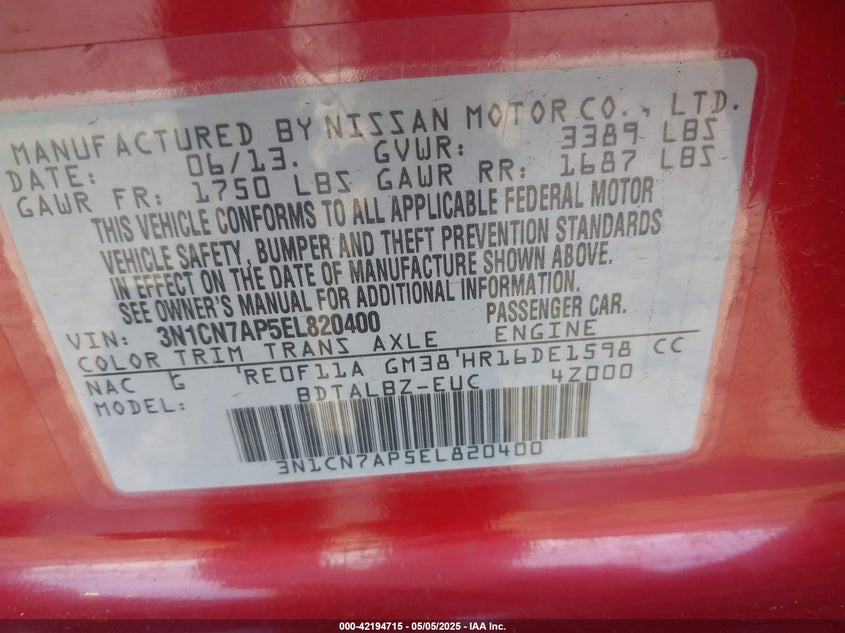 MANUFACTURED BY NISSAN MOTOR CO., LTD.
DATE: 06/13. GVWR: 3389 LBS
GAWR FR: 1750 LBS GAWR RR: 1687 LBS
THIS VEHICLE CONFORMS TO ALL APPLICABLE FEDERAL MOTOR
VEHICLE SAFETY, BUMPER AND THEFT PREVENTION STANDARDS
IN EFFECT ON THE DATE OF MANUFACTURE SHOWN ABOVE.
SEE OWNER'S MANUAL FOR ADDITIONAL INFORMATION.
VIN: 3N1CN7AP5EL820400 PASSENGER CAR.
COLOR TRIM TRANS AXLE ENGINE
NAC G RE0F11A GM38 HR16DE1598 CC
MODEL: BDTALBZ-EUC 4Z000
3N1CN7AP5EL820400
000-42194715 - 05/05/2025 - IAA Inc.